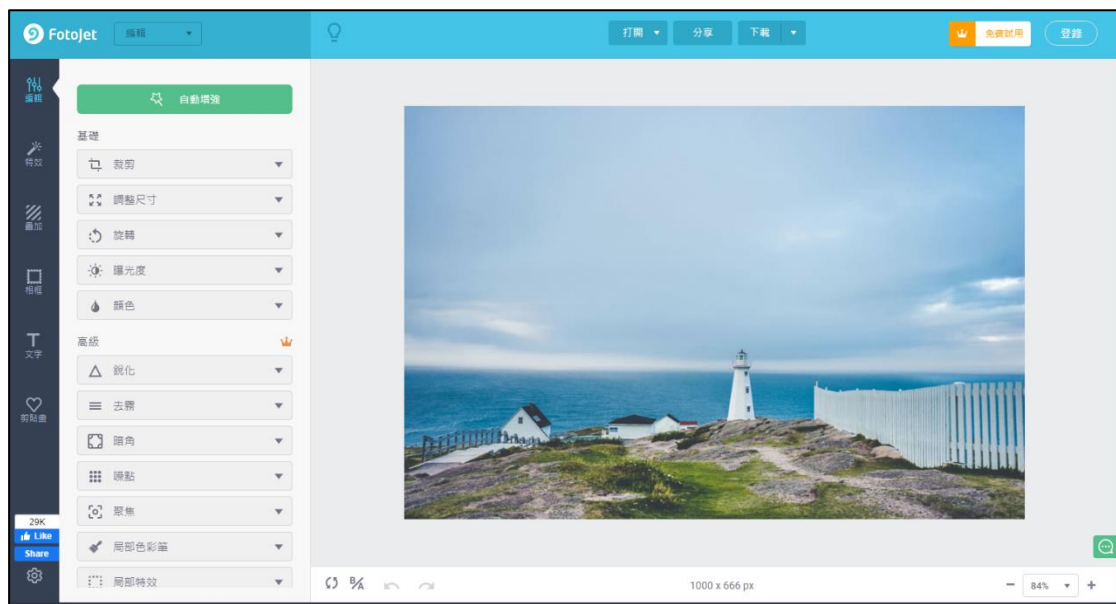 FotoJet
編輯
打開
分享
下載
免費試用
登錄
編輯
特效
疊加
相框
文字
剪貼畫
自動增強
基礎
裁剪
調整尺寸
旋轉
曝光度
顏色
高級
銳化
去霧
暗角
噪點
聚焦
局部色彩筆
局部特效
29K
Like
Share
B/A
1000 x 666 px
84%